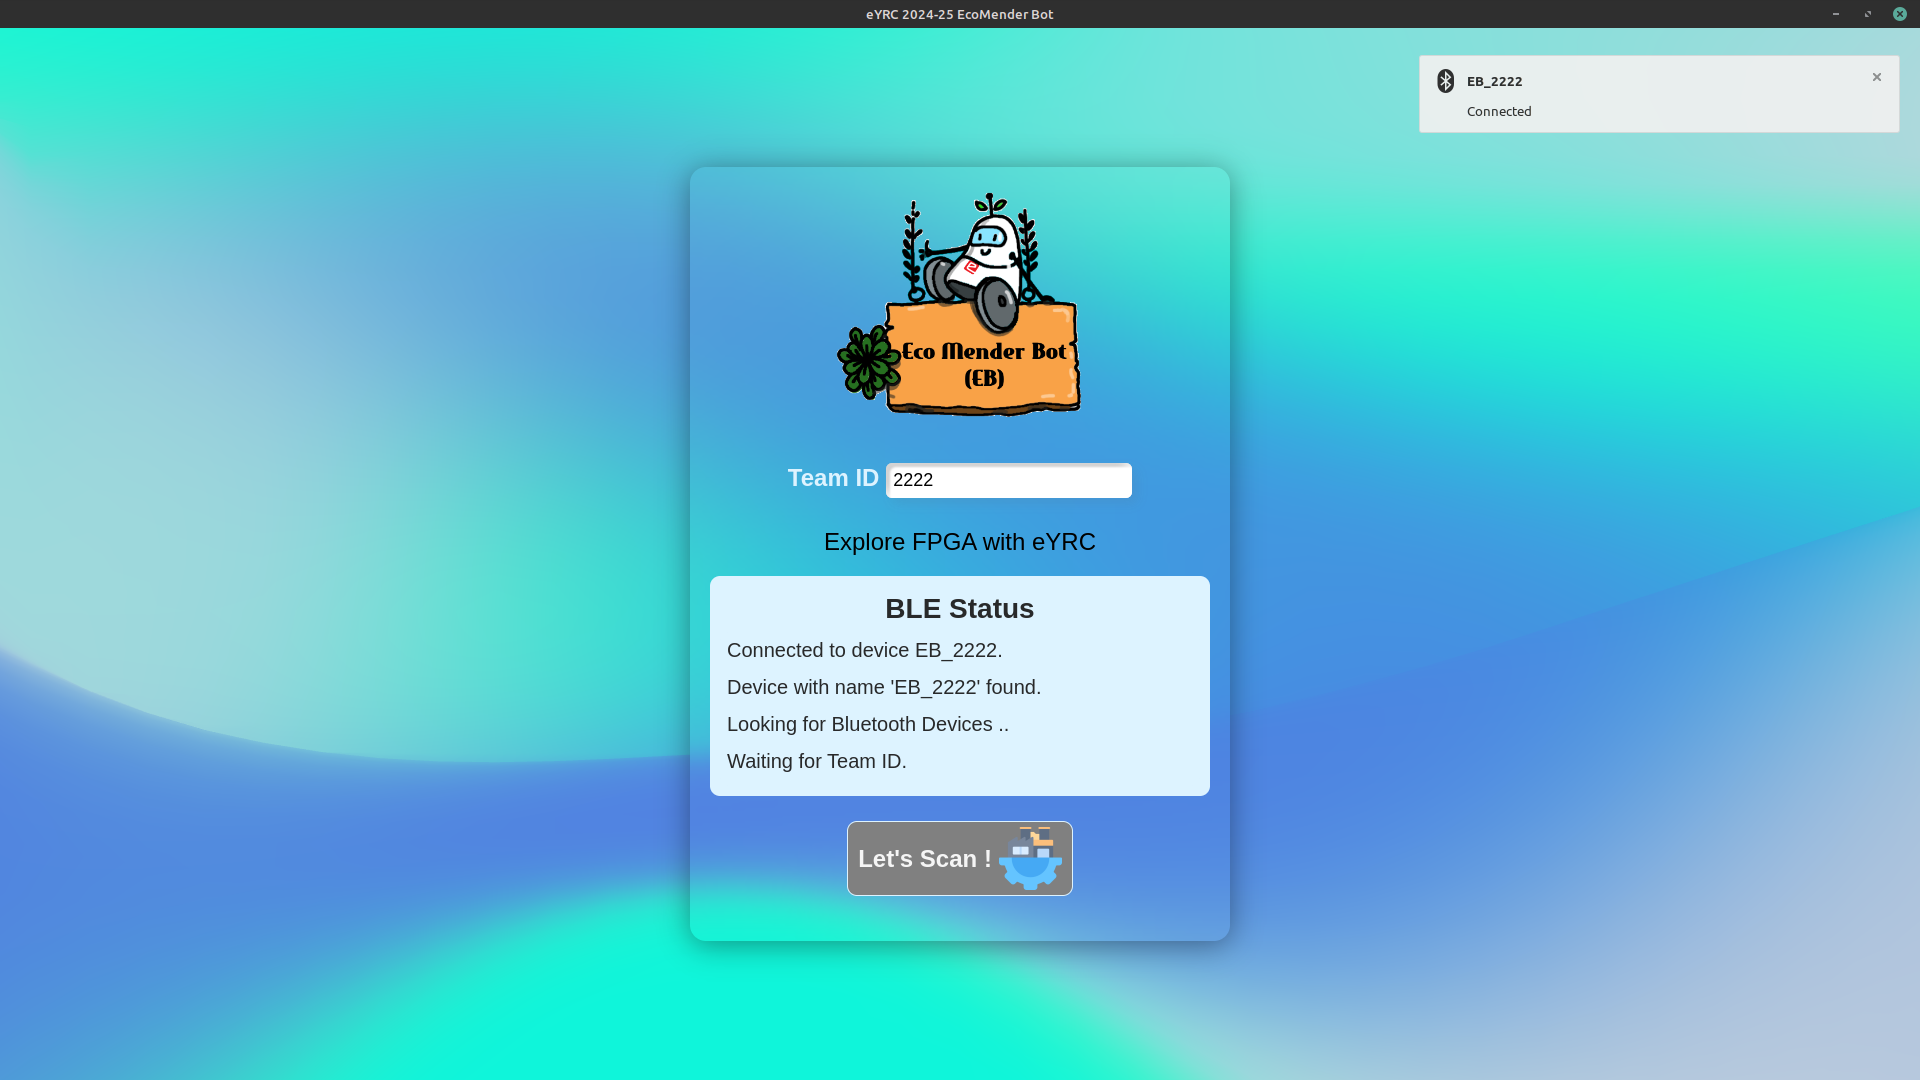 eYRC 2024-25 EcoMender Bot
EB_2222
Connected
Eco Mender Bot
(EB)
Team ID 2222
Explore FPGA with eYRC
BLE Status
Connected to device EB_2222.
Device with name 'EB_2222' found.
Looking for Bluetooth Devices ..
Waiting for Team ID.
Let's Scan !